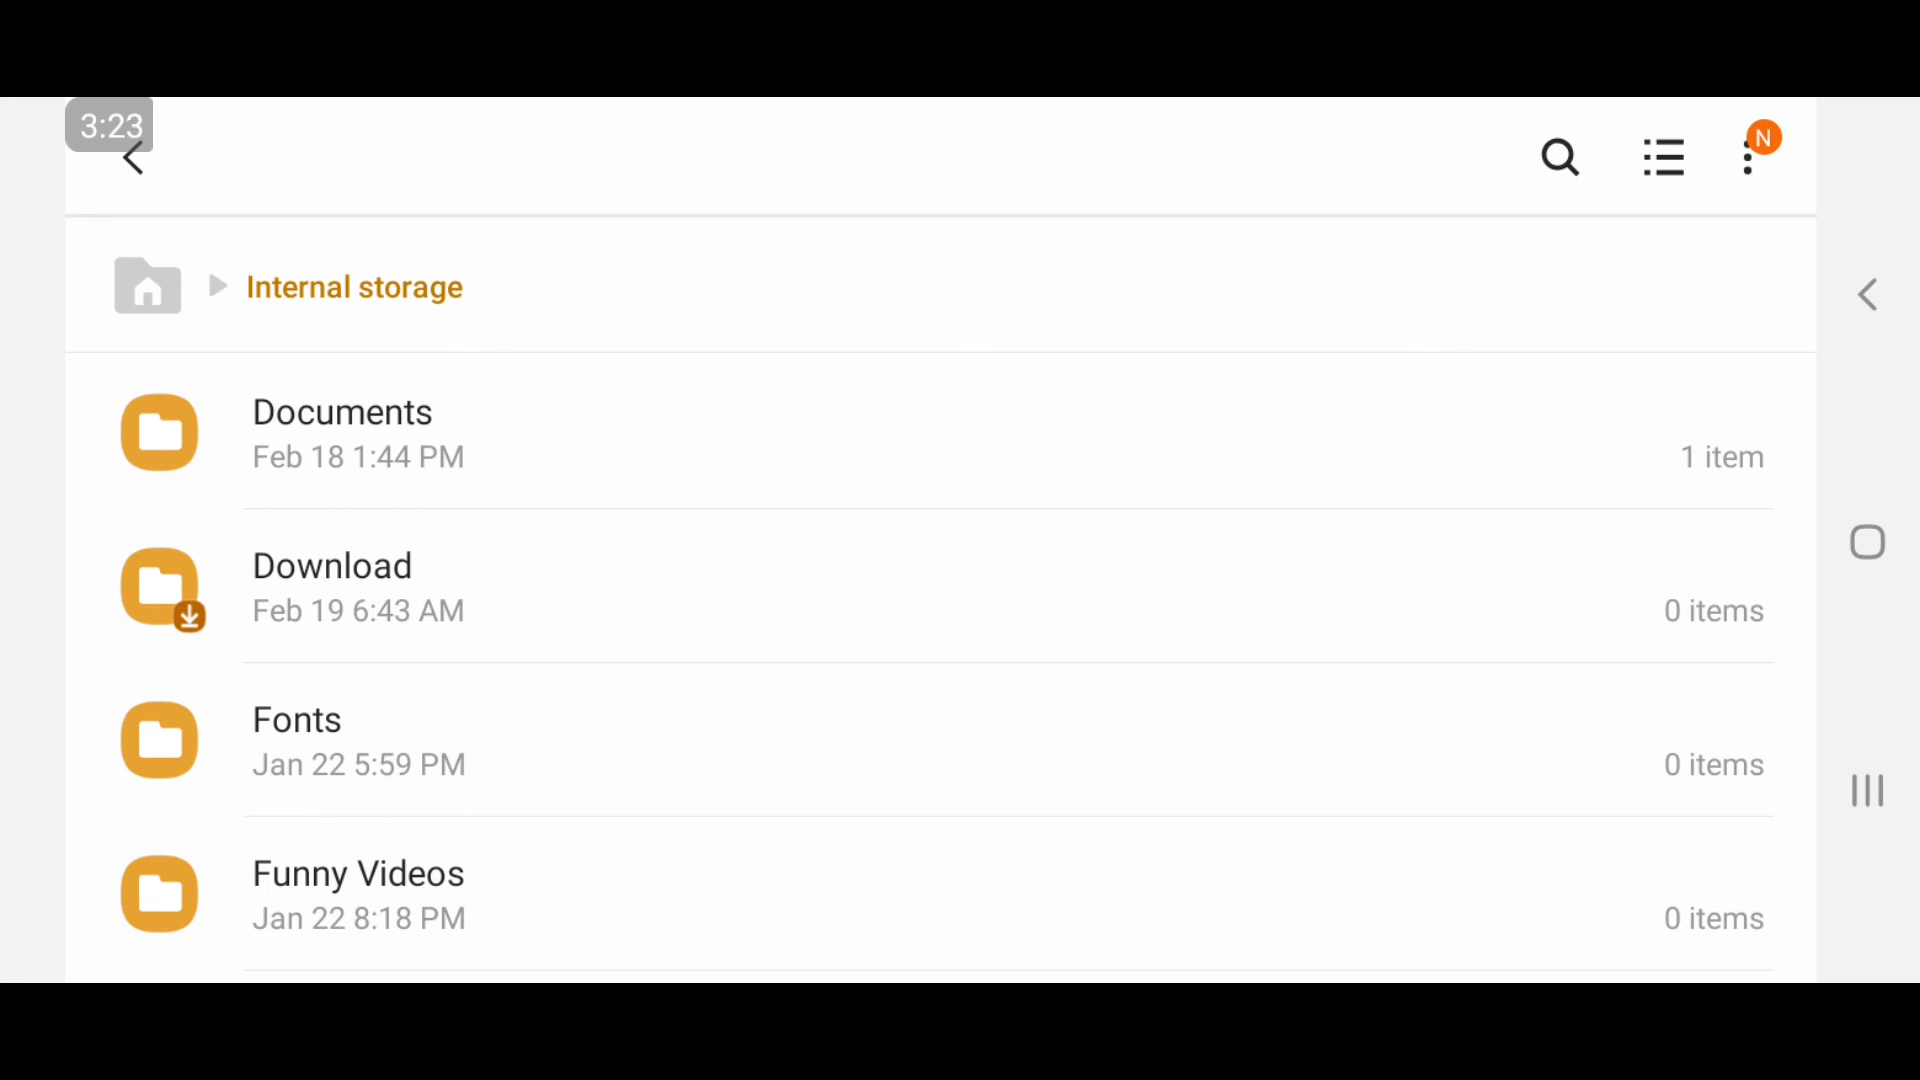 3:23
N
Internal storage
Documents
Feb 18 1:44 PM
1 item
Download
Feb 19 6:43 AM
0 items
Fonts
Jan 22 5:59 PM
0 items
Funny Videos
Jan 22 8:18 PM
0 items